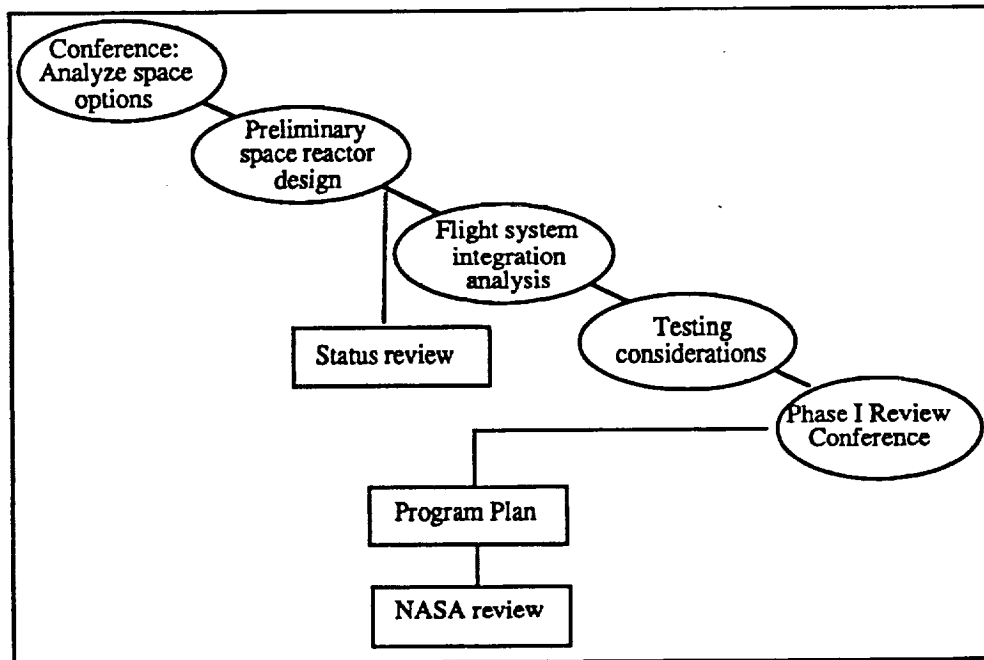 Conference:
Analyze space
options
Preliminary
space reactor
design
Flight system
integration
analysis
Status review
Testing
considerations
Phase I Review
Conference
Program Plan
NASA review